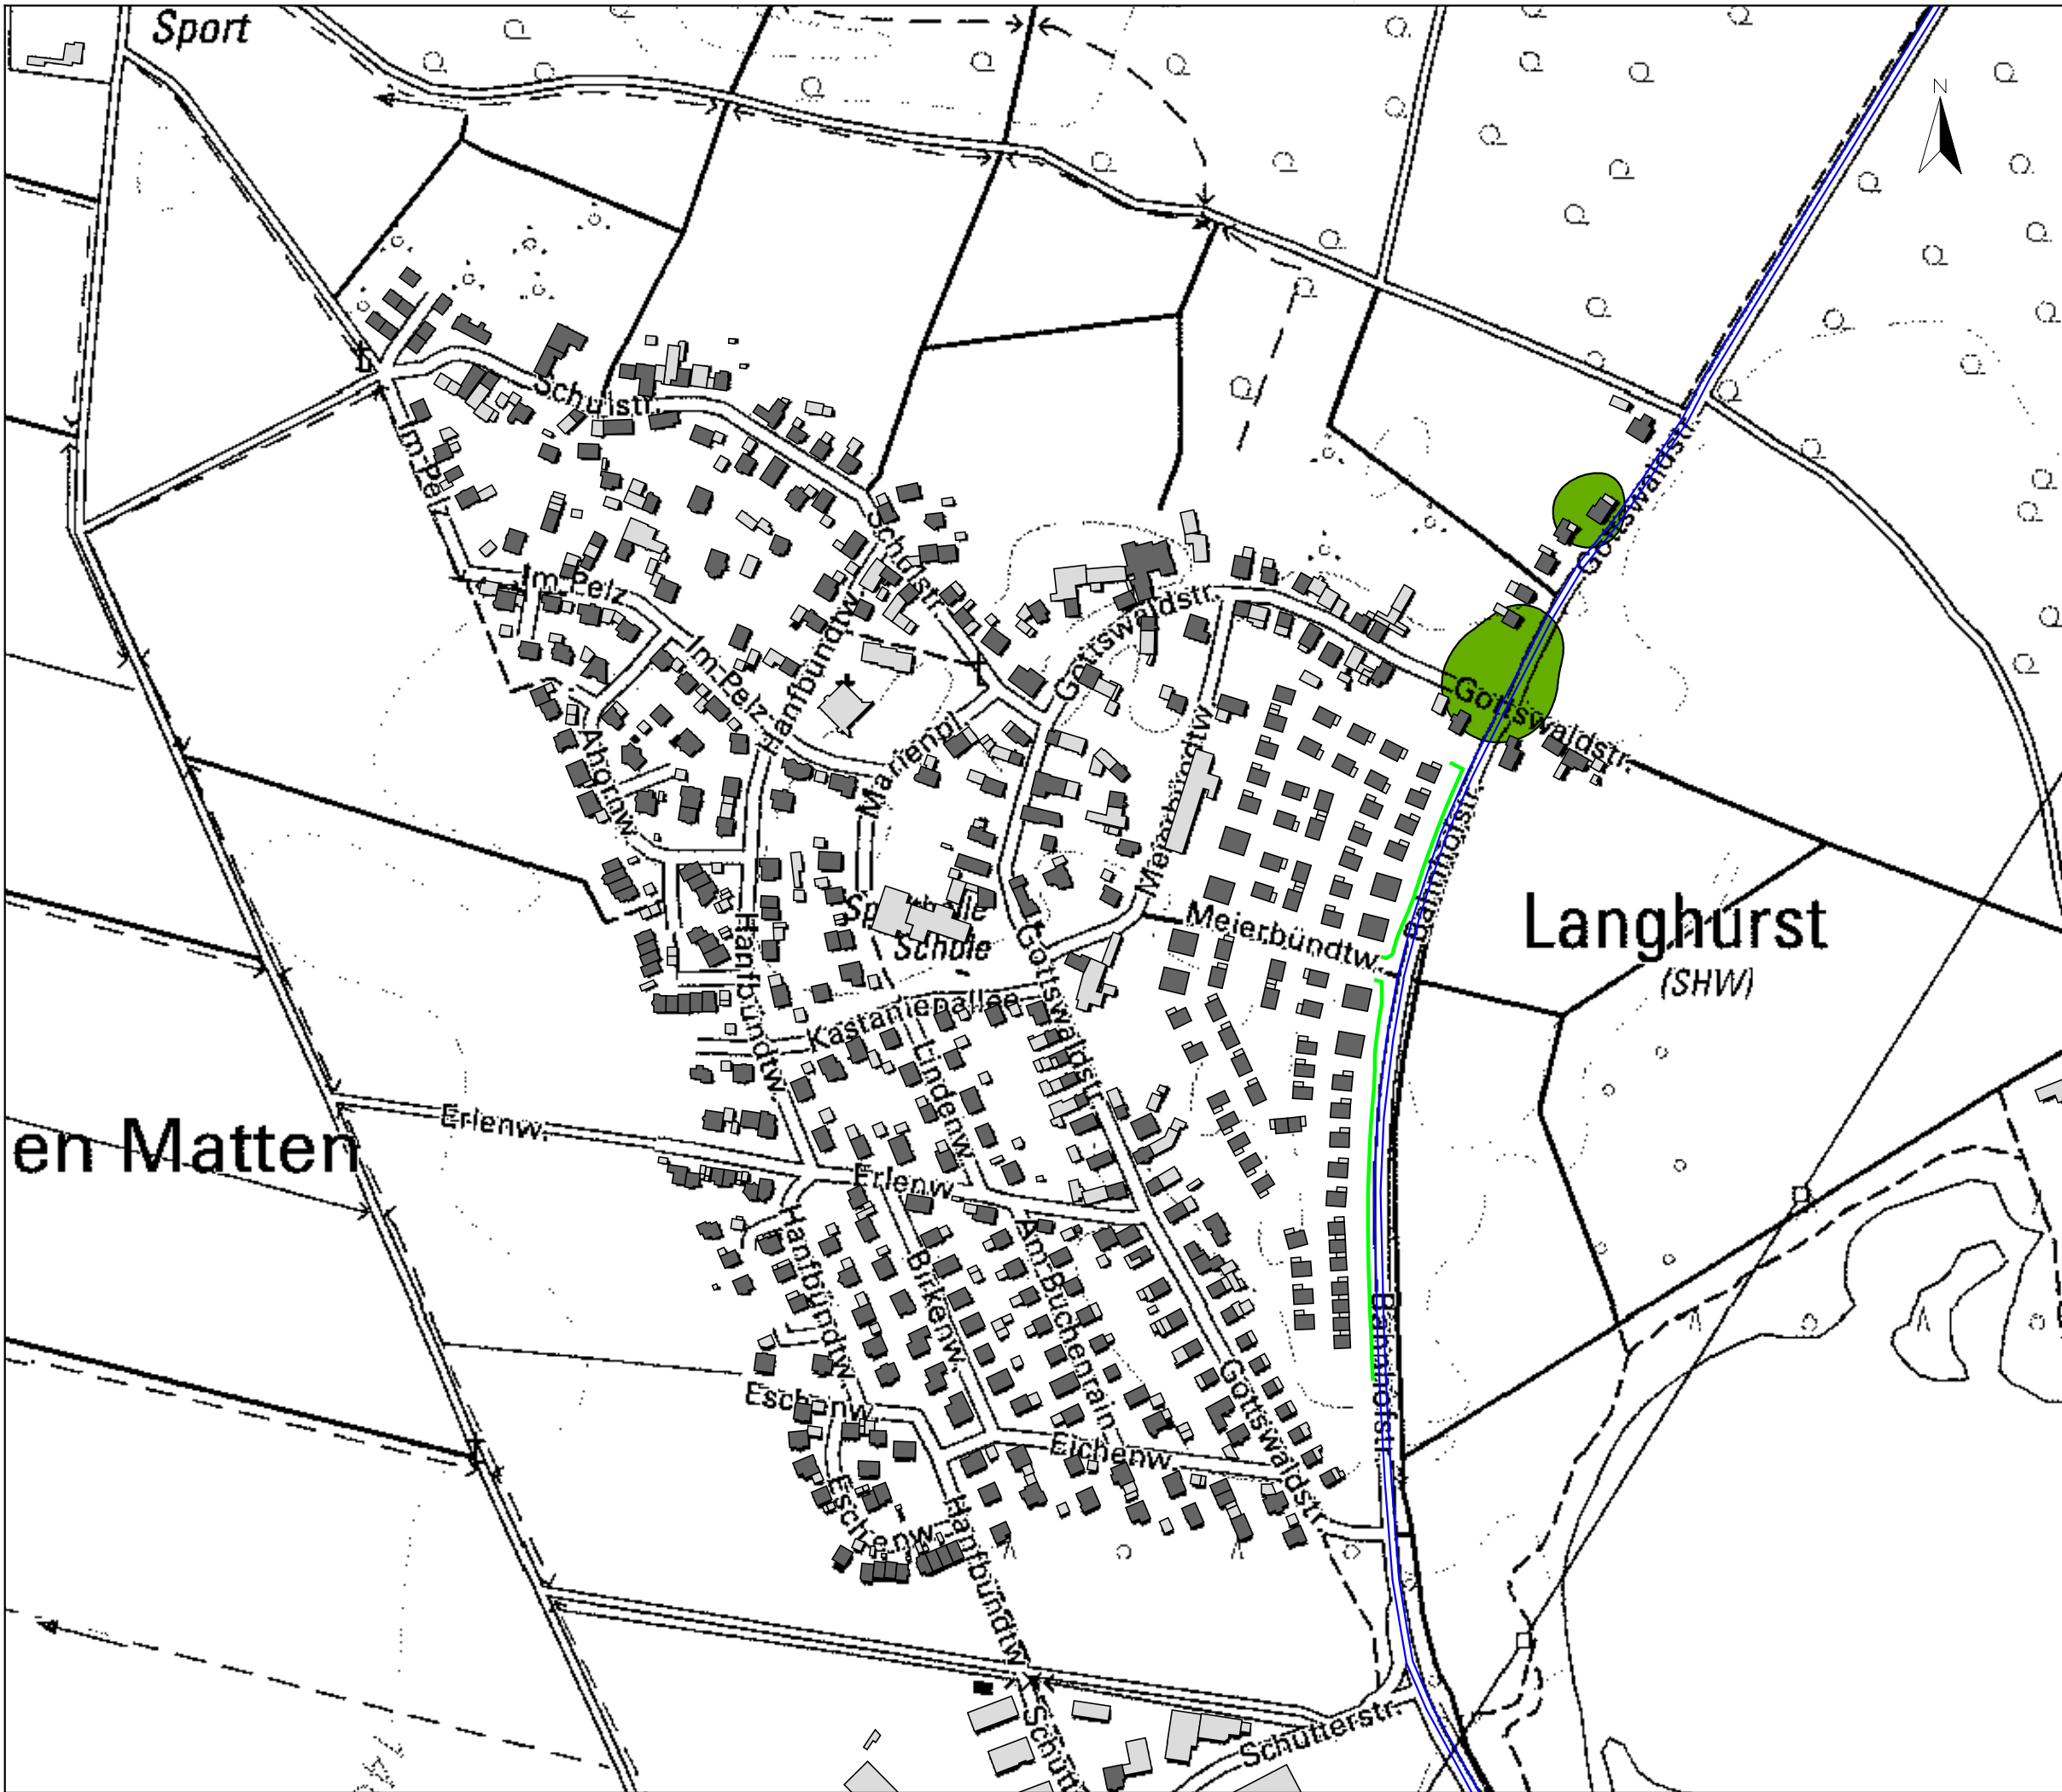 Sport
N
Schulstr.
Gottswaldstr.
Im Pelz
Schulstr.
Im Pelz
Gottswaldstr.
Im Pelz
Hanfbündtw.
Gottswaldstr.
Ahornw.
Marienpl.
Meierbündtw.
Bahnhofstr.
Langhurst
(SHW)
Schule
Meierbündtw.
Hanfbündtw.
Gottswaldstr.
Kastanienallee
Lindenw.
en Matten
Erlenw.
Erlenw.
Hanfbündtw.
Birkenw.
Am Buchenrain
Bahnhofstr.
Gottswaldstr.
Eschenw.
Eichenw.
Eschenw.
Hanfbündtw.
Schutterstr.
Schutt